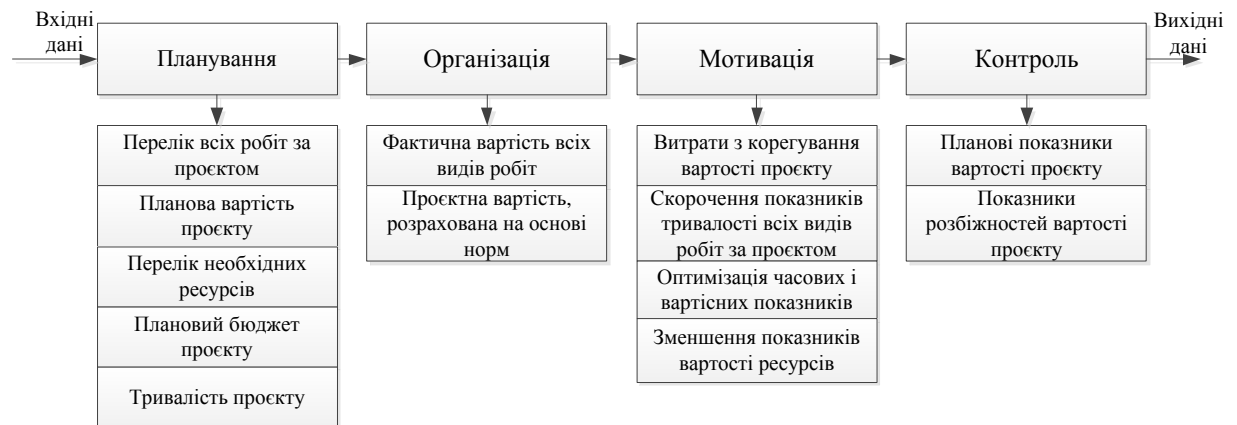 Вхідні
дані
Планування
Організація
Мотивація
Контроль
Вихідні
дані
Перелік всіх робіт за
проєктом
Планова вартість
проєкту
Перелік необхідних
ресурсів
Плановий бюджет
проєкту
Тривалість проєкту
Фактична вартість всіх
видів робіт
Проєктна вартість,
розрахована на основі
норм
Витрати з корегування
вартості проєкту
Скорочення показників
тривалості всіх видів
робіт за проєктом
Оптимізація часових і
вартісних показників
Зменшення показників
вартості ресурсів
Планові показники
вартості проєкту
Показники
розбіжностей вартості
проєкту